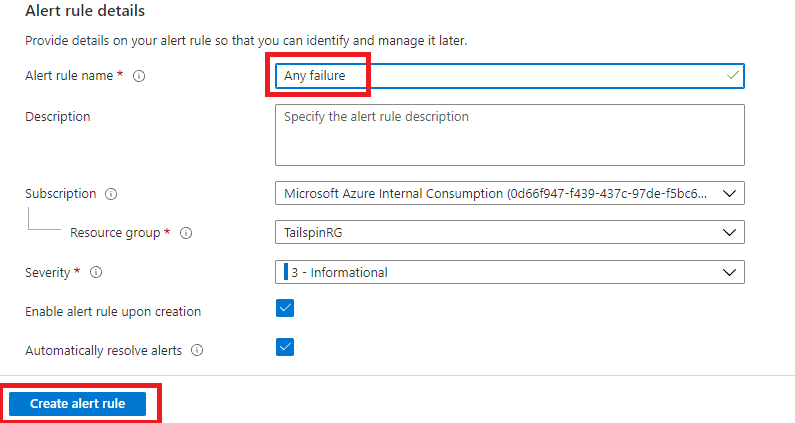 Alert rule details
Provide details on your alert rule so that you can identify and manage it later.
Alert rule name * Any failure
Description Specify the alert rule description
Subscription Microsoft Azure Internal Consumption (0d66f947-f439-437c-97de-f5bc6...
Resource group * TailspinRG
Severity * 3 - Informational
Enable alert rule upon creation
Automatically resolve alerts
Create alert rule